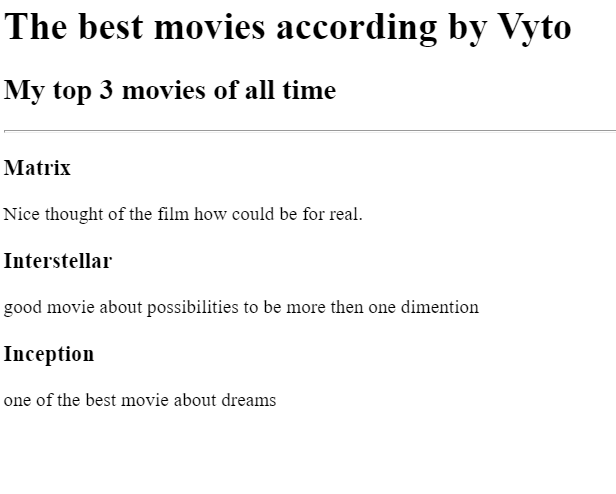 The best movies according by Vyto
My top 3 movies of all time
Matrix
Nice thought of the film how could be for real.
Interstellar
good movie about possibilities to be more then one dimention
Inception
one of the best movie about dreams